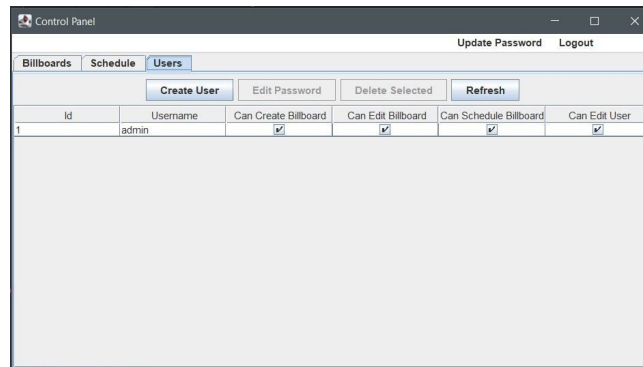 Control Panel
Update Password Logout
Billboards Schedule Users
Create User Edit Password Delete Selected Refresh
Id Username Can Create Billboard Can Edit Billboard Can Schedule Billboard Can Edit User
1 admin